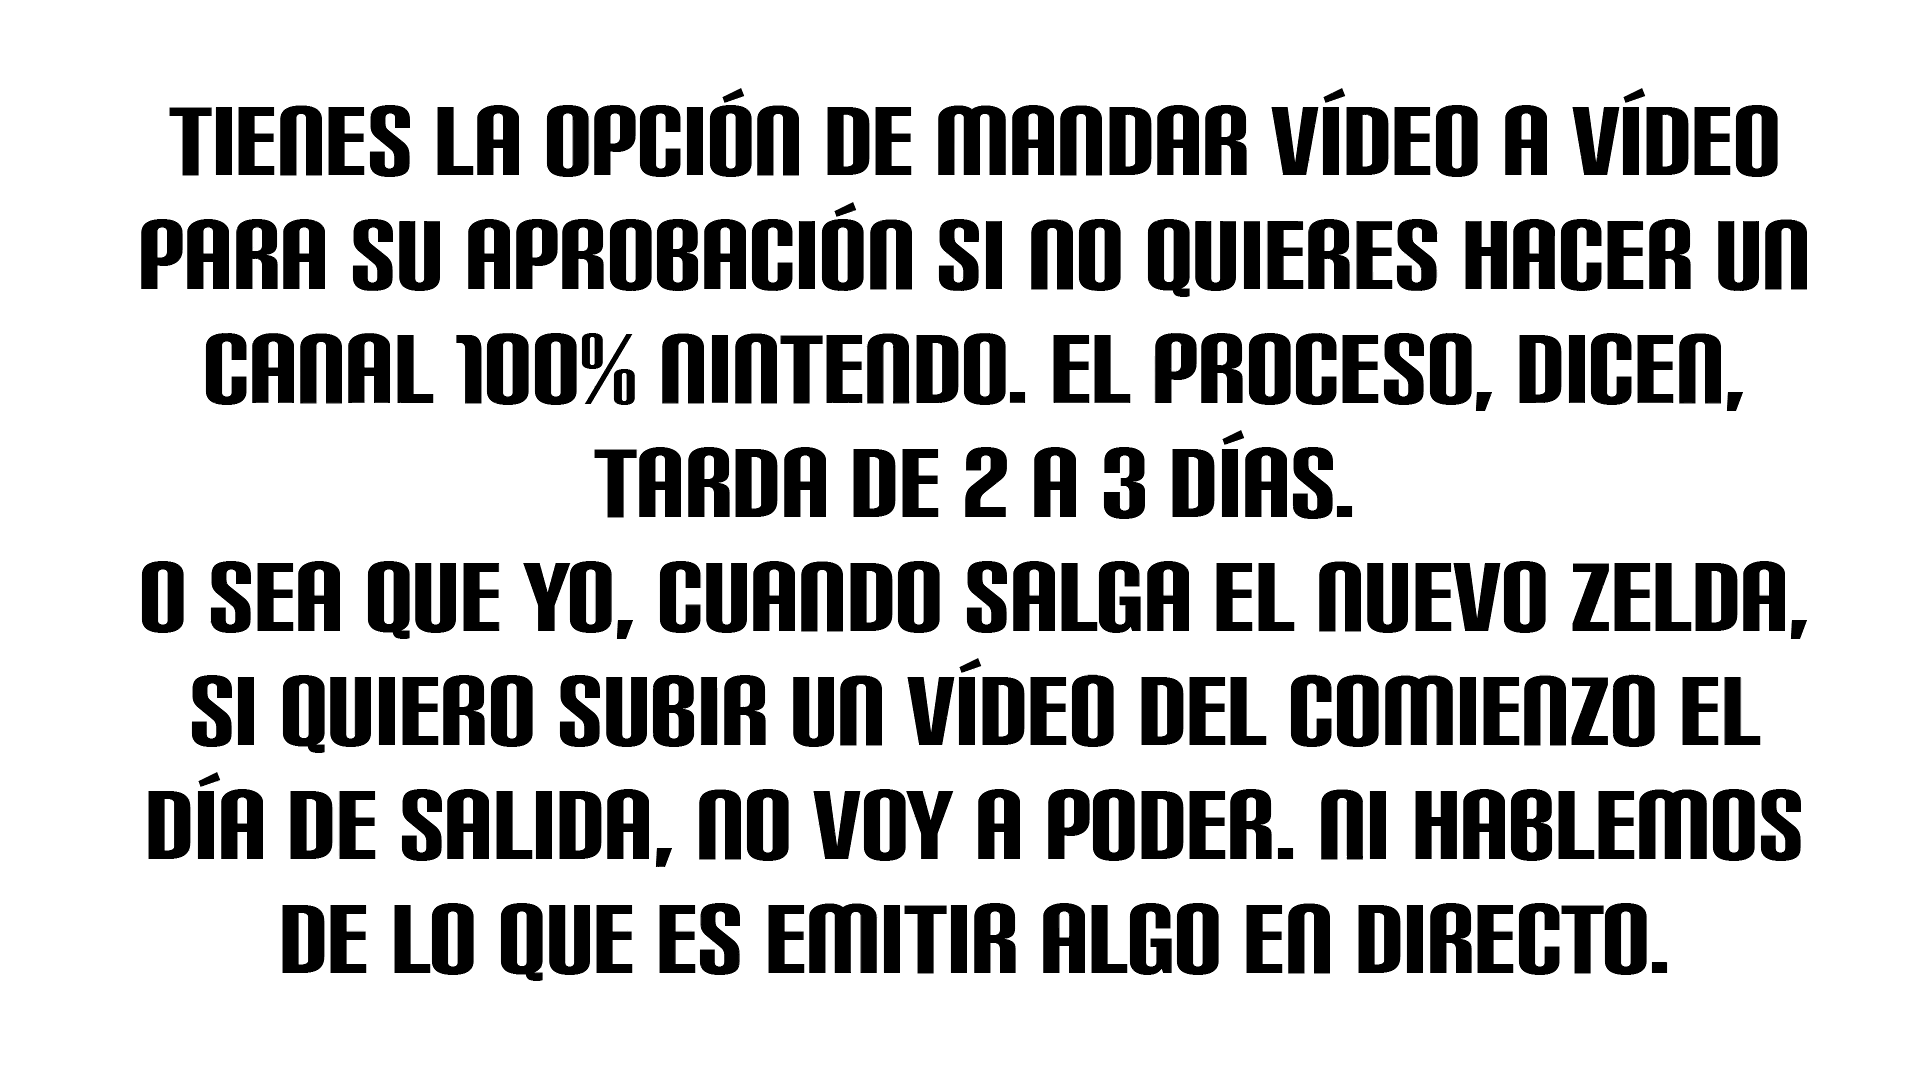 TIENES LA OPCIÓN DE MANDAR VÍDEO A VÍDEO
PARA SU APROBACIÓN SI NO QUIERES HACER UN
CANAL 100% NINTENDO. EL PROCESO, DICEN,
TARDA DE 2 A 3 DÍAS.
O SEA QUE YO, CUANDO SALGA EL NUEVO ZELDA,
SI QUIERO SUBIR UN VÍDEO DEL COMIENZO EL
DÍA DE SALIDA, NO VOY A PODER. NI HABLEMOS
DE LO QUE ES EMITIR ALGO EN DIRECTO.